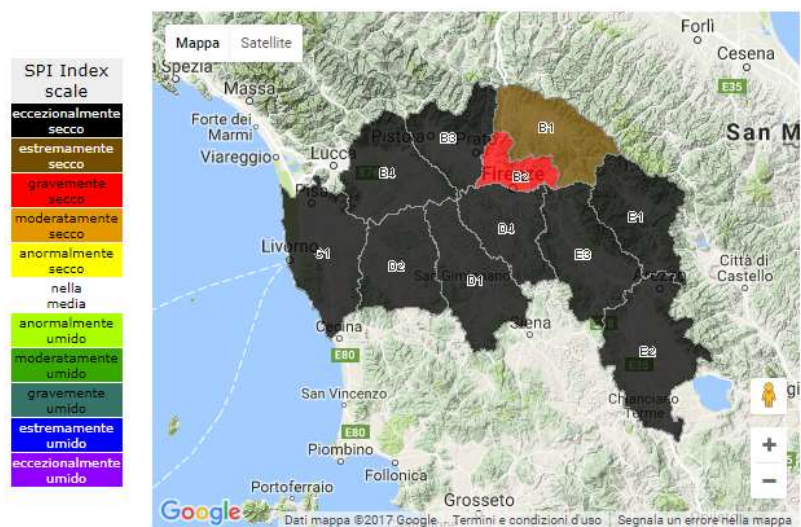 SPI Index
scale
eccezionalmente
secco
estremamente
secco
gravemente
secco
moderatamente
secco
anormalmente
secco
nella
media
anormalmente
umido
moderatamente
umido
gravemente
umido
estremamente
umido
eccezionalmente
umido
Mappa Satellite
Forlì
Cesena
E35
La Spezia
Massa
Forte dei
Marmi
Viareggio
Lucca
Pisa
Livorno
Pistoia
Prato
Firenze
San M
B1
B2
B3
B4
C1
D2
D4
D1
E3
E1
E2
San Gimignano
Arezzo
Città di
Castello
Siena
Cecina
E80
E35
San Vincenzo
Chianciano
Terme
E80
Piombino
Follonica
Portoferraio
Grosseto
Google
Dati mappa ©2017 Google
Termini e condizioni d'uso
Segnala un errore nella mappa